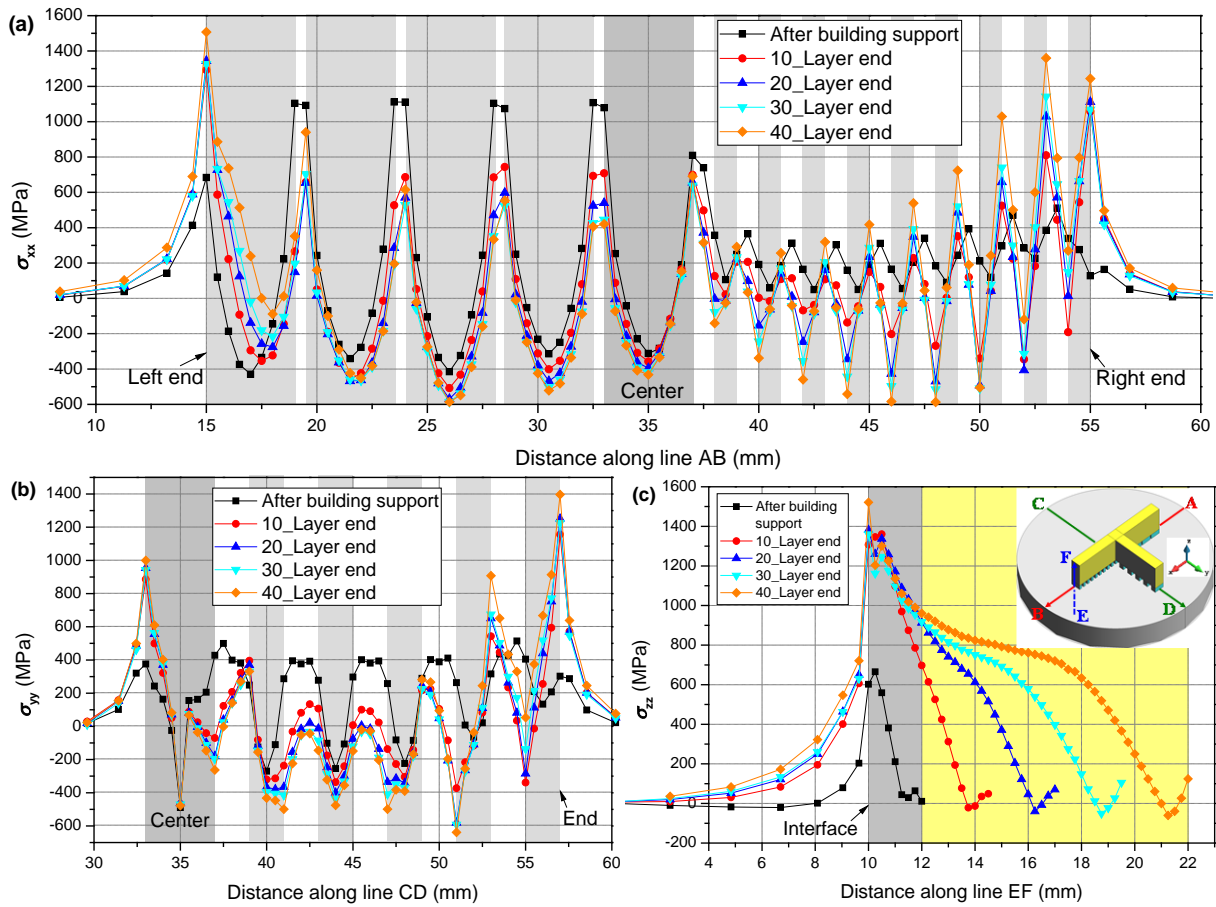 (a)
1600
1400
1200
1000
800
600
400
200
0
-200
-400
-600
σxx (MPa)
After building support
10_Layer end
20_Layer end
30_Layer end
40_Layer end
Left end
Center
Right end
10 15 20 25 30 35 40 45 50 55 60
Distance along line AB (mm)
(b)
1400
1200
1000
800
600
400
200
0
-200
-400
-600
σyy (MPa)
After building support
10_Layer end
20_Layer end
30_Layer end
40_Layer end
Center
End
30 35 40 45 50 55 60
Distance along line CD (mm)
(c)
1600
1400
1200
1000
800
600
400
200
0
-200
σzz (MPa)
After building
support
10_Layer end
20_Layer end
30_Layer end
40_Layer end
C
A
F
B
E
D
z
x
y
Interface
4 6 8 10 12 14 16 18 20 22
Distance along line EF (mm)